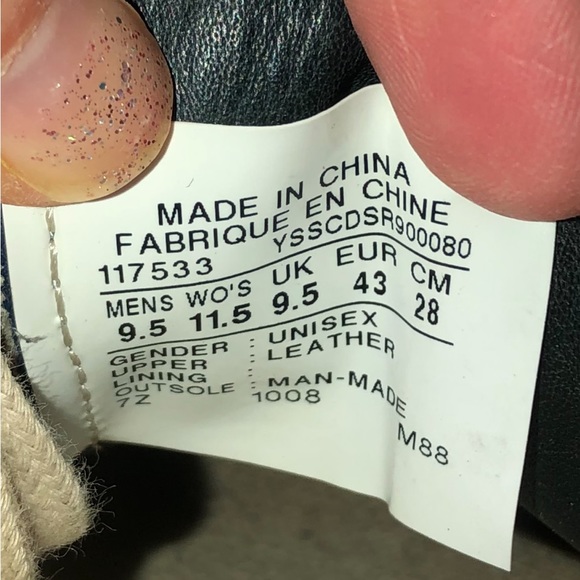 MADE IN CHINA
FABRIQUE EN CHINE
117533 YSSCDSR900080
MENS WO'S UK EUR CM
9.5 11.5 9.5 43 28
GENDER : UNISEX
UPPER : LEATHER
LINING
OUTSOLE : MAN-MADE
7Z 1008 M88